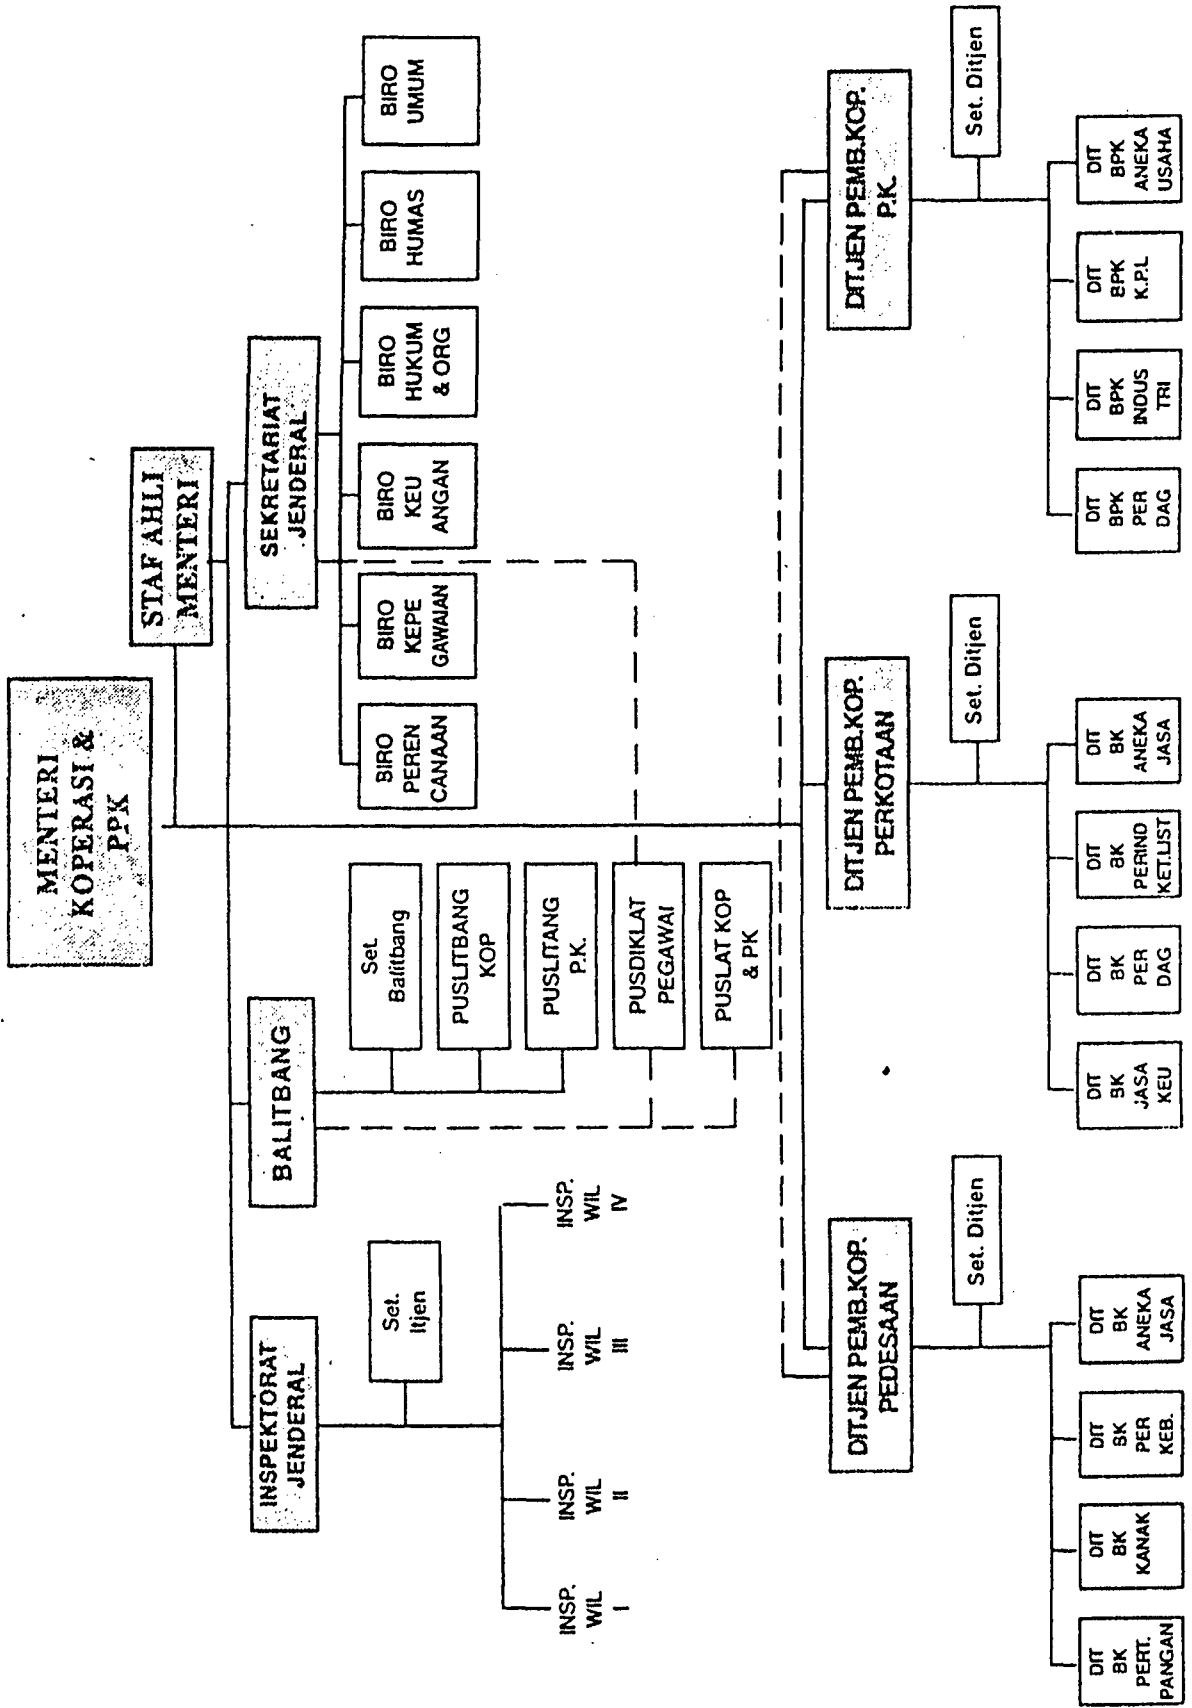 MENTERI
KOPERASI &
PPK
STAF AHLI
MENTERI
INSPEKTORAT
JENDERAL
BALITBANG
SEKRETARIAT
JENDERAL
Set.
Itjen
INSP.
WIL
I
INSP.
WIL
II
INSP.
WIL
III
INSP.
WIL
IV
Set.
Balitbang
PUSLITBANG
KOP
PUSLITANG
P.K.
PUSDIKLAT
PEGAWAI
PUSLAT KOP
& PK
BIRO
PEREN
CANAAN
BIRO
KEPE
GAWAIAN
BIRO
KEU
ANGAN
BIRO
HUKUM
& ORG
BIRO
HUMAS
BIRO
UMUM
DITJEN PEMB.KOP.
PEDESAAN
Set. Ditjen
DIT
BK
PERT.
PANGAN
DIT
BK
KANAK
DIT
BK
PER
KEB.
DIT
BK
ANEKA
JASA
DITJEN PEMB.KOP.
PERKOTAAN
Set. Ditjen
DIT
BK
JASA
KEU
DIT
BK
PER
DAG
DIT
BK
PERIND
KET.LIST
DIT
BK
ANEKA
JASA
DITJEN PEMB.KOP.
P.K.
Set. Ditjen
DIT
BPK
PER
DAG
DIT
BPK
INDUS
TRI
DIT
BPK
K.P.L
DIT
BPK
ANEKA
USAHA